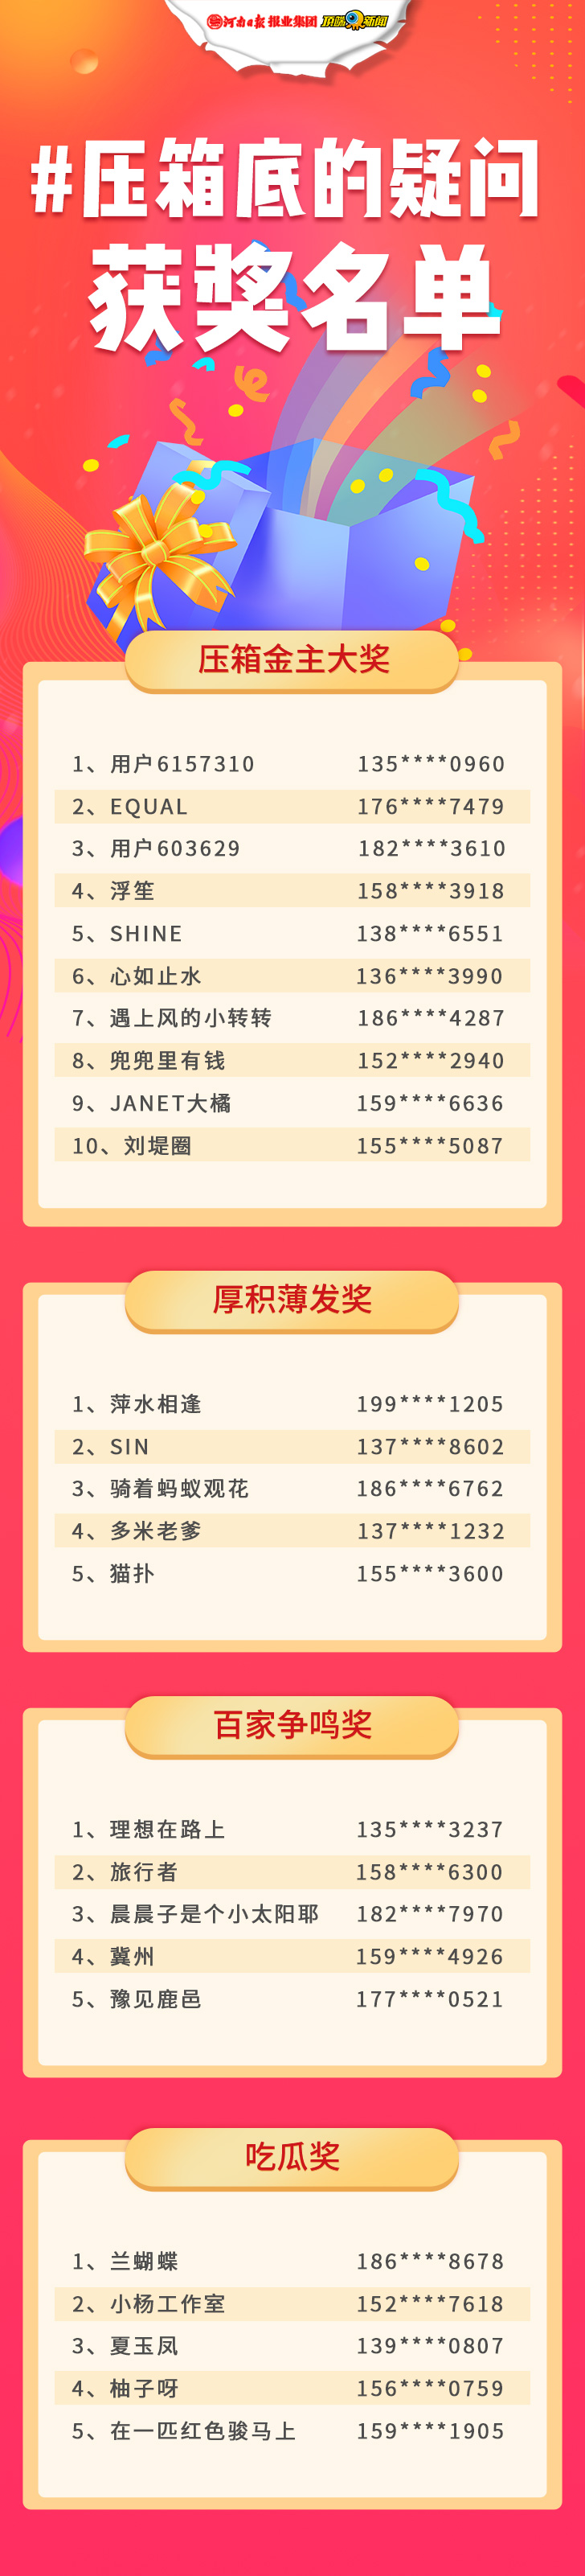 河南日报 报业集团 顶端新闻
#压箱底的疑问
获奖名单
压箱金主大奖
1、用户6157310 135****0960
2、EQUAL 176****7479
3、用户603629 182****3610
4、浮笙 158****3918
5、SHINE 138****6551
6、心如止水 136****3990
7、遇上风的小转转 186****4287
8、兜兜里有钱 152****2940
9、JANET大橘 159****6636
10、刘堤圈 155****5087
厚积薄发奖
1、萍水相逢 199****1205
2、SIN 137****8602
3、骑着蚂蚁观花 186****6762
4、多米老爹 137****1232
5、猫扑 155****3600
百家争鸣奖
1、理想在路上 135****3237
2、旅行者 158****6300
3、晨晨子是个小太阳耶 182****7970
4、冀州 159****4926
5、豫见鹿邑 177****0521
吃瓜奖
1、兰蝴蝶 186****8678
2、小杨工作室 152****7618
3、夏玉凤 139****0807
4、柚子呀 156****0759
5、在一匹红色骏马上 159****1905